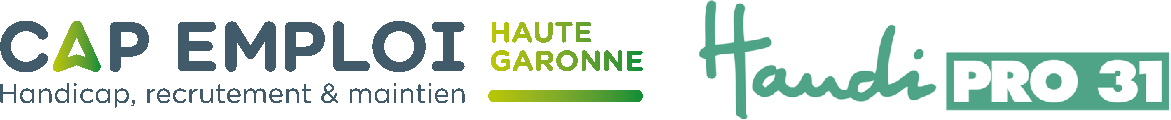 CAP EMPLOI
Handicap, recrutement & maintien
HAUTE
GARONNE
Handi PRO 31